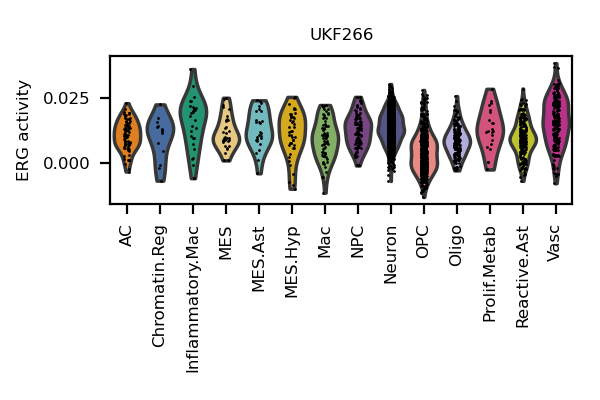 UKF266
ERG activity
0.025
0.000
AC
Chromatin.Reg
Inflammatory.Mac
MES
MES.Ast
MES.Hyp
Mac
NPC
Neuron
OPC
Oligo
Prolif.Metab
Reactive.Ast
Vasc